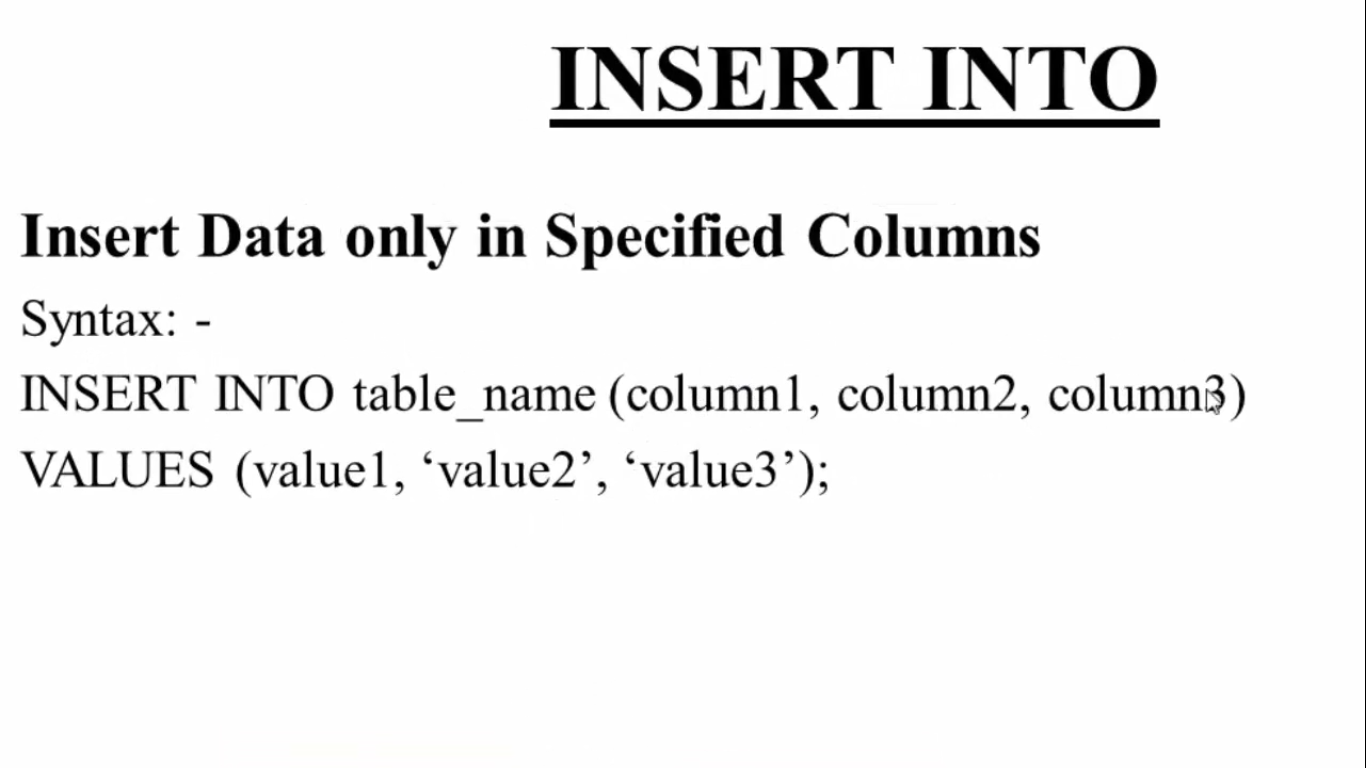 INSERT INTO
Insert Data only in Specified Columns
Syntax: -
INSERT INTO table_name (column1, column2, column3)
VALUES (value1, ‘value2’, ‘value3’);